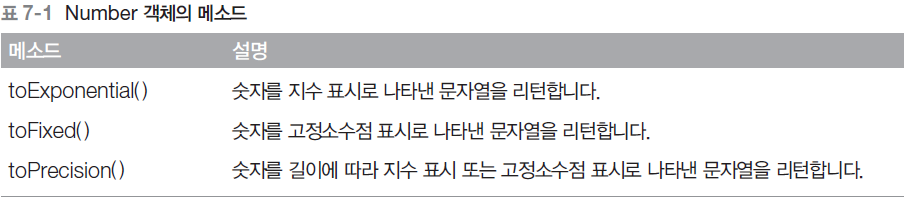 표 7-1 Number 객체의 메소드
메소드 설명
toExponential() 숫자를 지수 표시로 나타낸 문자열을 리턴합니다.
toFixed() 숫자를 고정소수점 표시로 나타낸 문자열을 리턴합니다.
toPrecision() 숫자를 길이에 따라 지수 표시 또는 고정소수점 표시로 나타낸 문자열을 리턴합니다.